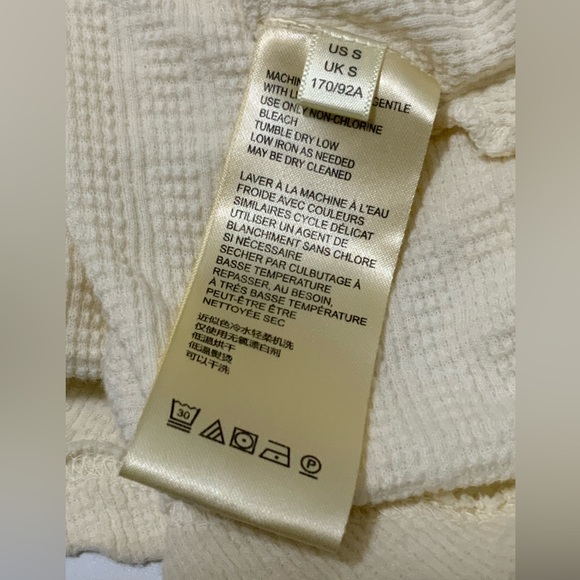 US S
UK S
170/92A
MACHIN GENTLE
WITH L
USE ONLY NON-CHLORINE
BLEACH
TUMBLE DRY LOW
LOW IRON AS NEEDED
MAY BE DRY CLEANED
LAVER À LA MACHINE À L'EAU
FROIDE AVEC COULEURS
SIMILAIRES CYCLE DÉLICAT
UTILISER UN AGENT DE
BLANCHIMENT SANS CHLORE
SI NÉCESSAIRE
SECHER PAR CULBUTAGE À
BASSE TEMPÉRATURE
REPASSER, AU BESOIN,
À TRÈS BASSE TEMPÉRATURE
PEUT-ÊTRE ÊTRE
NETTOYÉE SEC
近似色冷水轻柔机洗
仅使用无氯漂白剂
低温烘干
低温熨烫
可以干洗
30 P